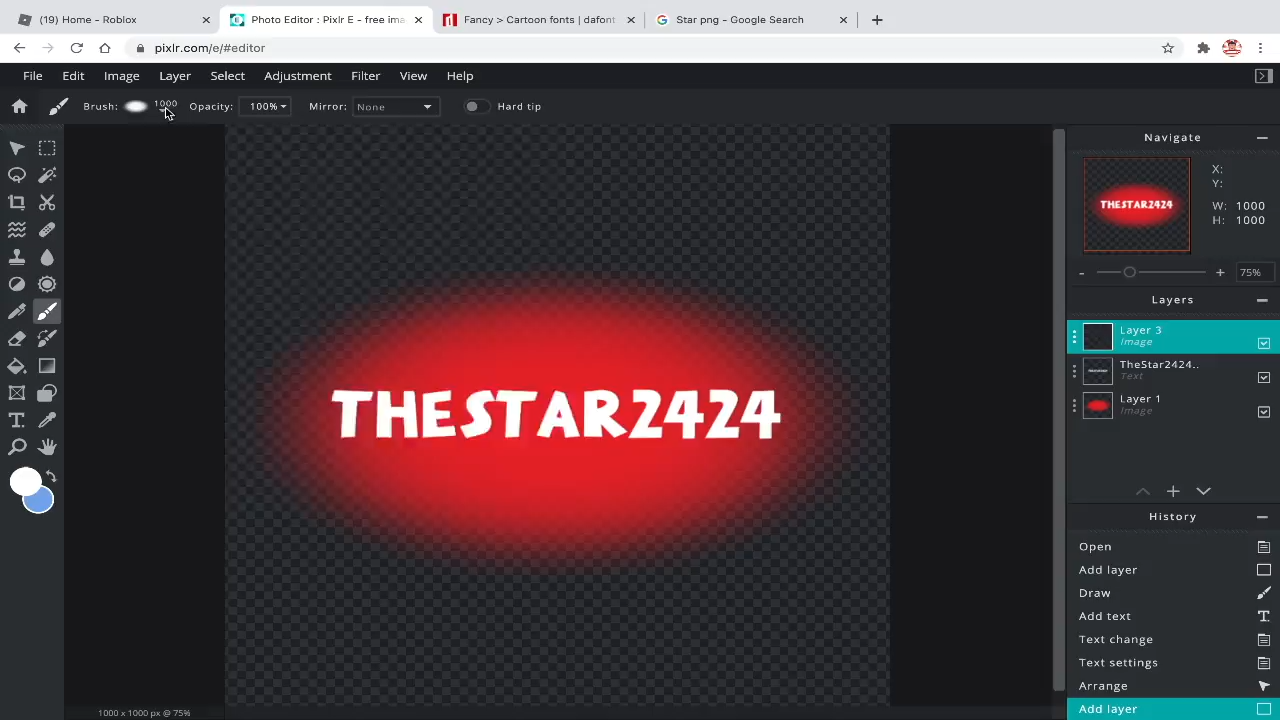 (19) Home - Roblox
Photo Editor : Pixlr E - free ima
Fancy > Cartoon fonts | dafont
Star png - Google Search
pixlr.com/e/#editor
File Edit Image Layer Select Adjustment Filter View Help
Brush: 1000 Opacity: 100% Mirror: None Hard tip
Navigate
THESTAR2424
X:
Y:
W: 1000
H: 1000
75%
Layers
Layer 3
Image
TheStar2424..
Text
Layer 1
Image
THESTAR2424
History
Open
Add layer
Draw
Add text
Text change
Text settings
Arrange
Add layer
1000 x 1000 px @ 75%